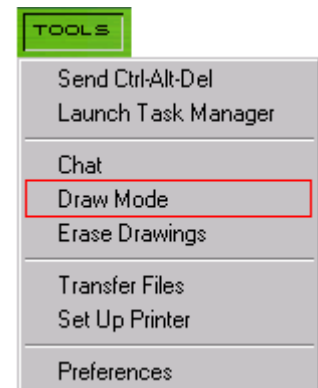 TOOLS
Send Ctrl-Alt-Del
Launch Task Manager
Chat
Draw Mode
Erase Drawings
Transfer Files
Set Up Printer
Preferences